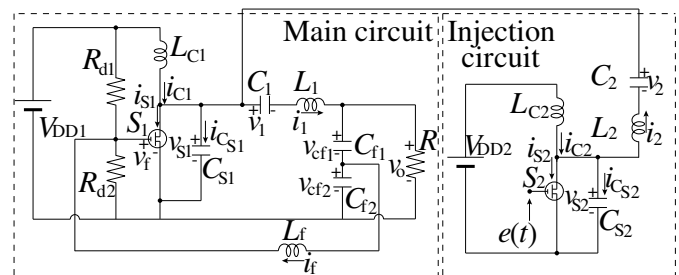 Main circuit
Injection circuit
V_DD1
R_d1
R_d2
L_C1
i_S1
i_C1
S_1
v_f
v_S1
i_CS1
C_S1
C_1
v_1
L_1
i_1
v_cf1
C_f1
v_cf2
C_f2
v_o
R
L_f
i_f
V_DD2
L_C2
i_S2
i_C2
S_2
e(t)
v_S2
i_CS2
C_S2
C_2
v_2
L_2
i_2